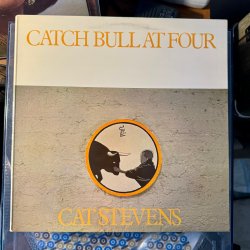 CATCH BULL AT FOUR
CAT STEVENS